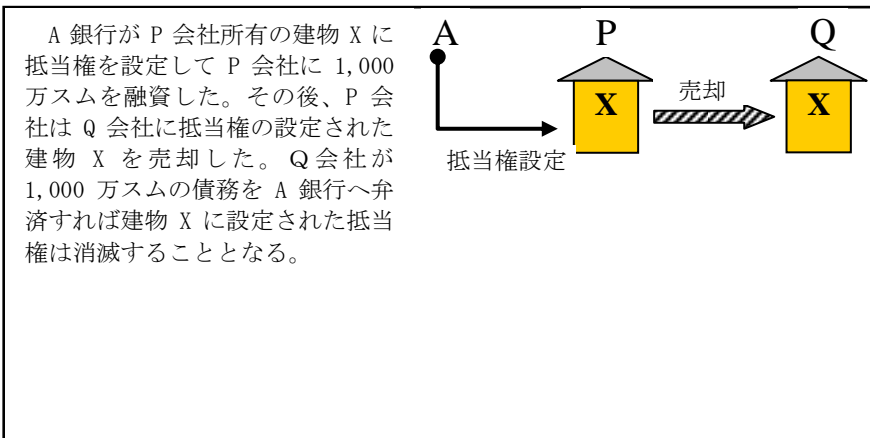 A 銀行が P 会社所有の建物 X に
抵当権を設定して P 会社に 1,000
万スムを融資した。その後、P 会
社は Q 会社に抵当権の設定された
建物 X を売却した。Q会社が
1,000 万スムの債務を A 銀行へ弁
済すれば建物 X に設定された抵当
権は消滅することとなる。
A P Q
売却
X X
抵当権設定